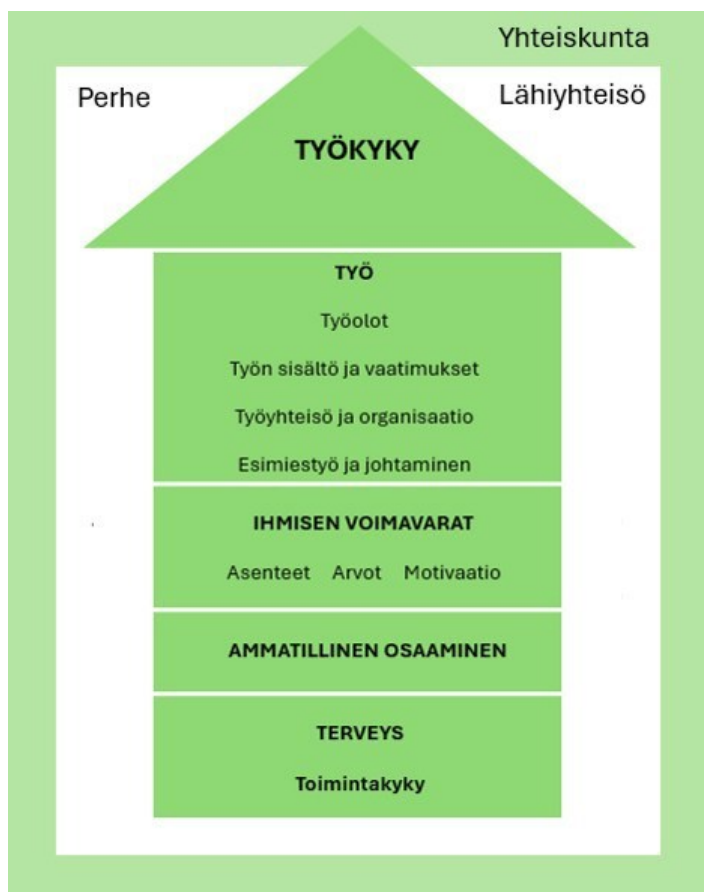 Yhteiskunta
Perhe
Lähiyhteisö
TYÖKYKY
TYÖ
Työolot
Työn sisältö ja vaatimukset
Työyhteisö ja organisaatio
Esimiestyö ja johtaminen
IHMISEN VOIMAVARAT
Asenteet Arvot Motivaatio
AMMATILLINEN OSAAMINEN
TERVEYS
Toimintakyky